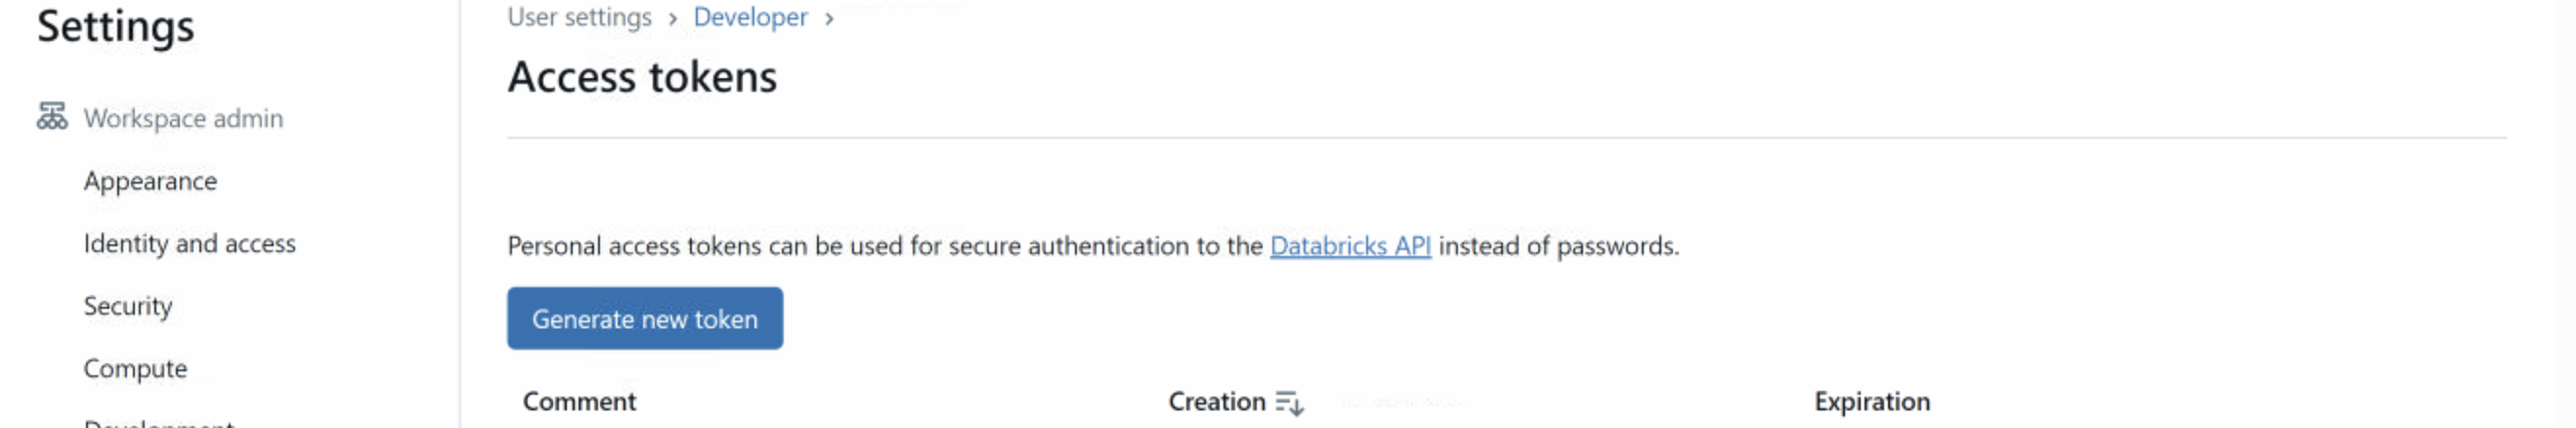 Settings
Workspace admin
Appearance
Identity and access
Security
Compute
User settings > Developer >
Access tokens
Personal access tokens can be used for secure authentication to the Databricks API instead of passwords.
Generate new token
Comment Creation Expiration